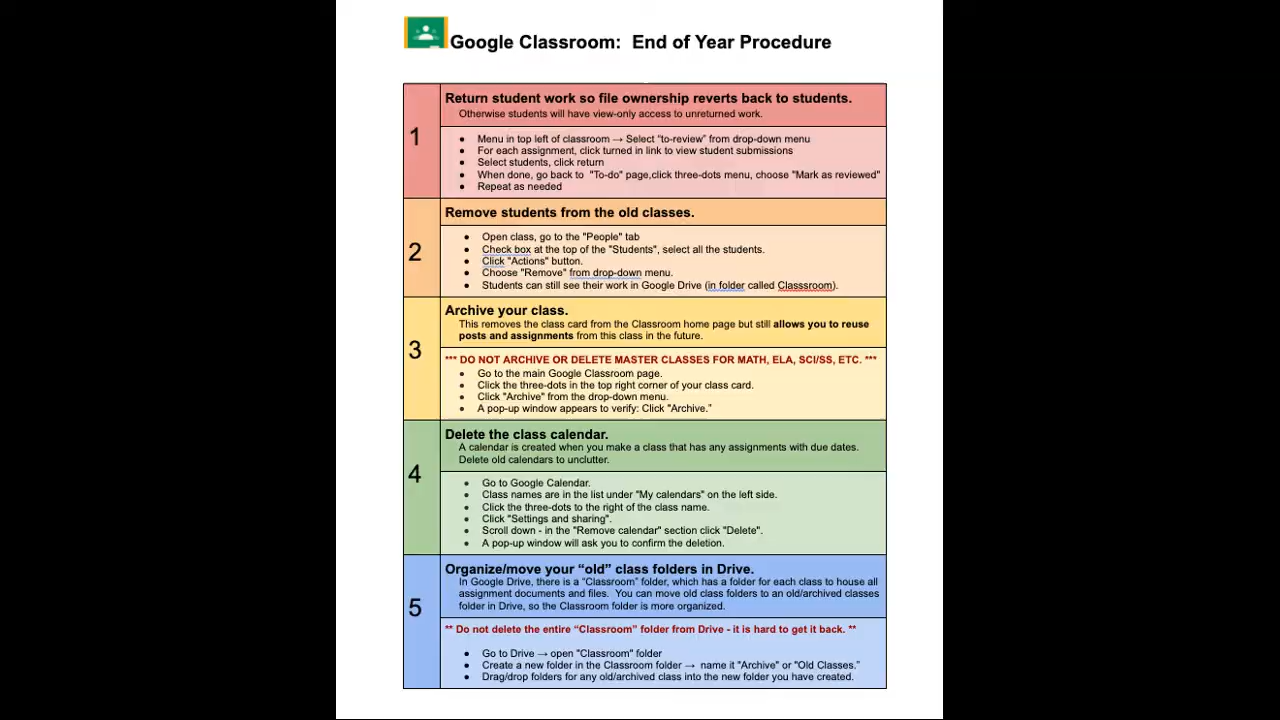 Google Classroom:  End of Year Procedure
1
Return student work so file ownership reverts back to students.
Otherwise students will have view-only access to unreturned work.
● Menu in top left of classroom → Select "to-review" from drop-down menu
● For each assignment, click turned in link to view student submissions
● Select students, click return
● When done, go back to  "To-do" page,click three-dots menu, choose "Mark as reviewed"
● Repeat as needed
2
Remove students from the old classes.
● Open class, go to the "People" tab
● Check box at the top of the "Students", select all the students.
● Click "Actions" button.
● Choose "Remove" from drop-down menu.
● Students can still see their work in Google Drive (in folder called Classsroom).
3
Archive your class.
This removes the class card from the Classroom home page but still allows you to reuse
posts and assignments from this class in the future.
*** DO NOT ARCHIVE OR DELETE MASTER CLASSES FOR MATH, ELA, SCI/SS, ETC. ***
● Go to the main Google Classroom page.
● Click the three-dots in the top right corner of your class card.
● Click "Archive" from the drop-down menu.
● A pop-up window appears to verify: Click "Archive."
4
Delete the class calendar.
A calendar is created when you make a class that has any assignments with due dates.
Delete old calendars to unclutter.
● Go to Google Calendar.
● Class names are in the list under "My calendars" on the left side.
● Click the three-dots to the right of the class name.
● Click "Settings and sharing".
● Scroll down - in the "Remove calendar" section click "Delete".
● A pop-up window will ask you to confirm the deletion.
5
Organize/move your “old” class folders in Drive.
In Google Drive, there is a “Classroom” folder, which has a folder for each class to house all
assignment documents and files.  You can move old class folders to an old/archived classes
folder in Drive, so the Classroom folder is more organized.
** Do not delete the entire “Classroom” folder from Drive - it is hard to get it back. **
● Go to Drive → open "Classroom" folder
● Create a new folder in the Classroom folder →  name it "Archive" or "Old Classes."
● Drag/drop folders for any old/archived class into the new folder you have created.